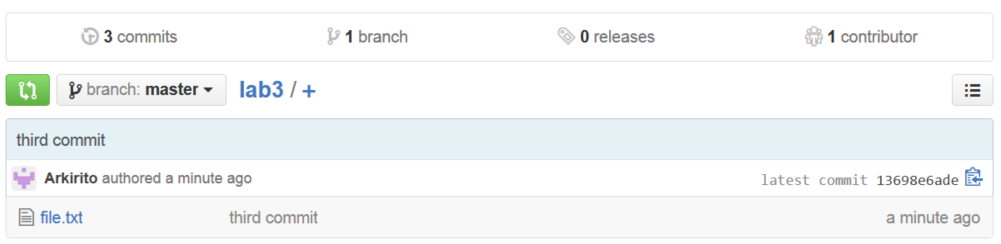 3 commits 1 branch 0 releases 1 contributor
branch: master lab3 / +
third commit
Arkirito authored a minute ago latest commit 13698e6ade
file.txt third commit a minute ago